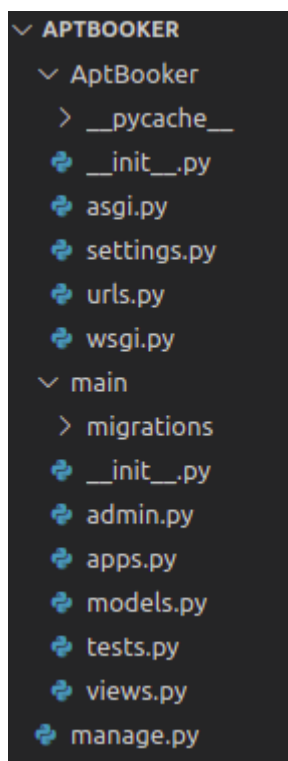 APTBOOKER
AptBooker
__pycache__
__init__.py
asgi.py
settings.py
urls.py
wsgi.py
main
migrations
__init__.py
admin.py
apps.py
models.py
tests.py
views.py
manage.py